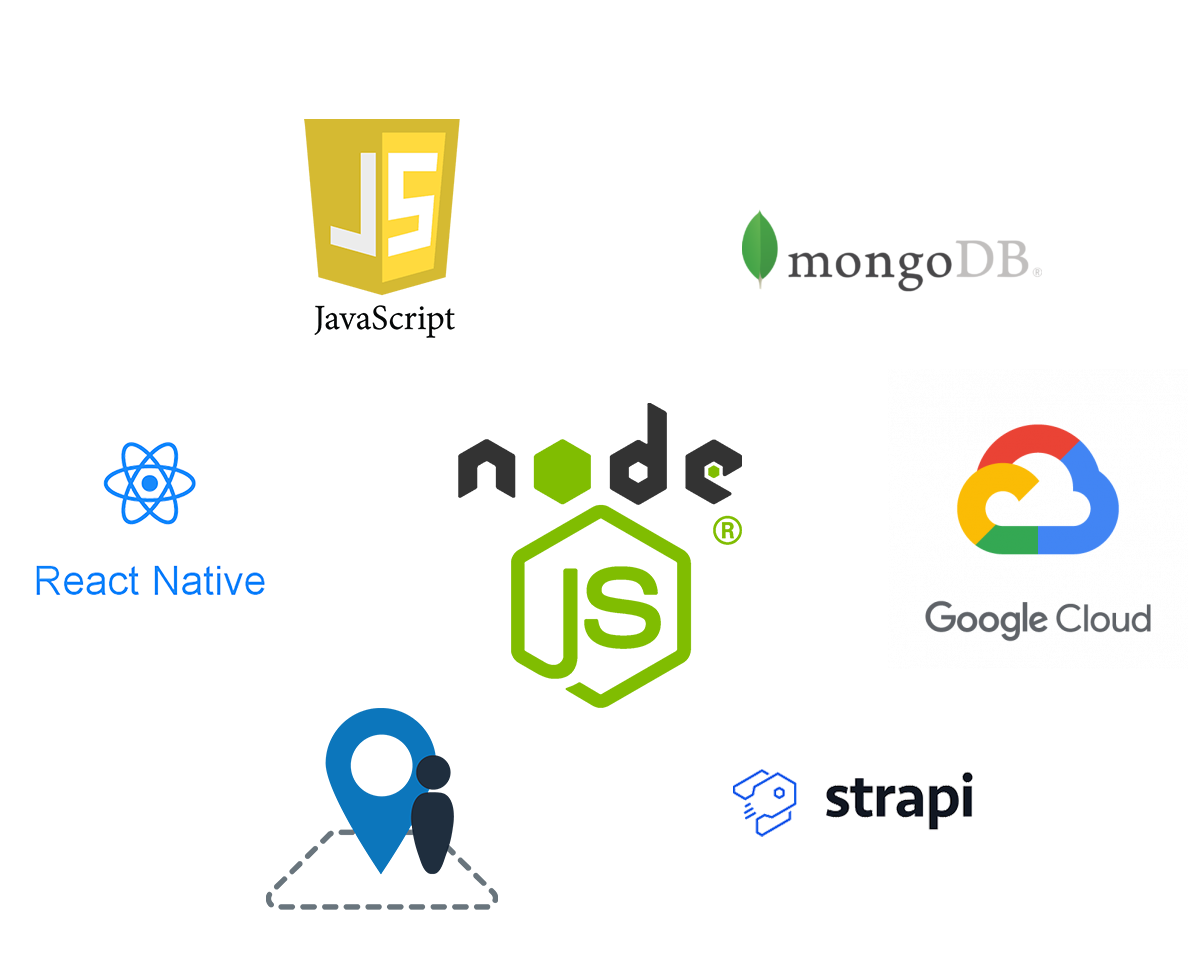 JS
JavaScript
mongoDB®
node
®
JS
React Native
Google Cloud
strapi